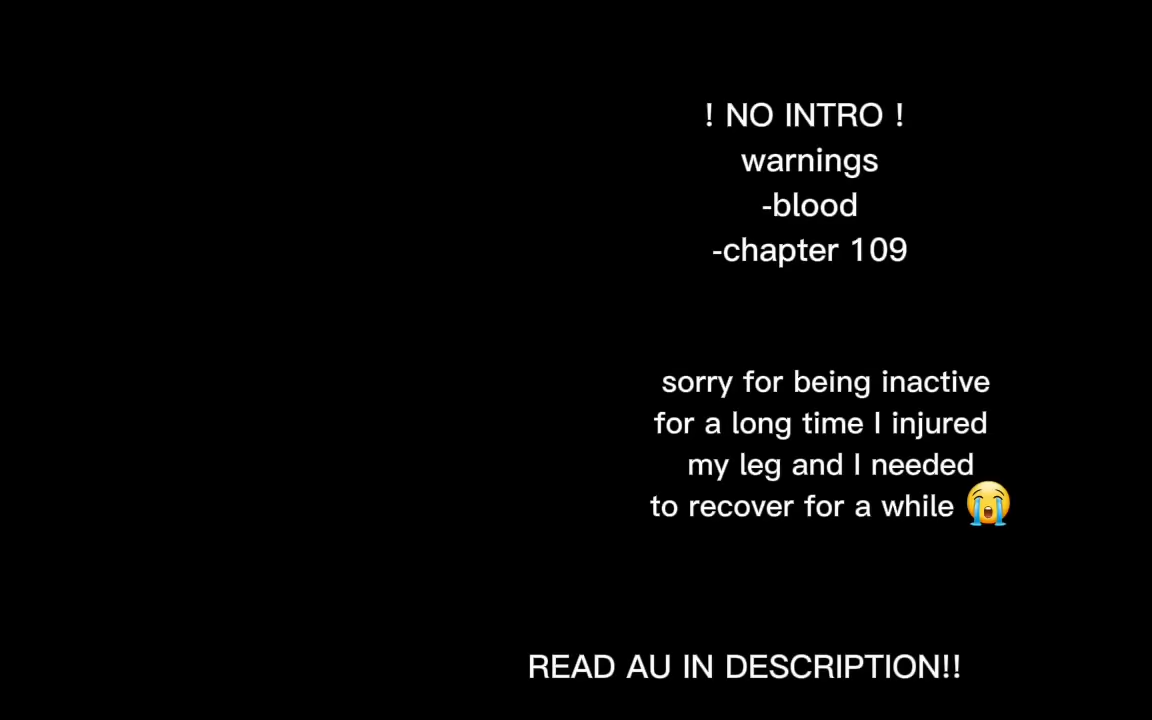 ! NO INTRO !
warnings
-blood
-chapter 109
sorry for being inactive
for a long time I injured
my leg and I needed
to recover for a while 😭
READ AU IN DESCRIPTION!!